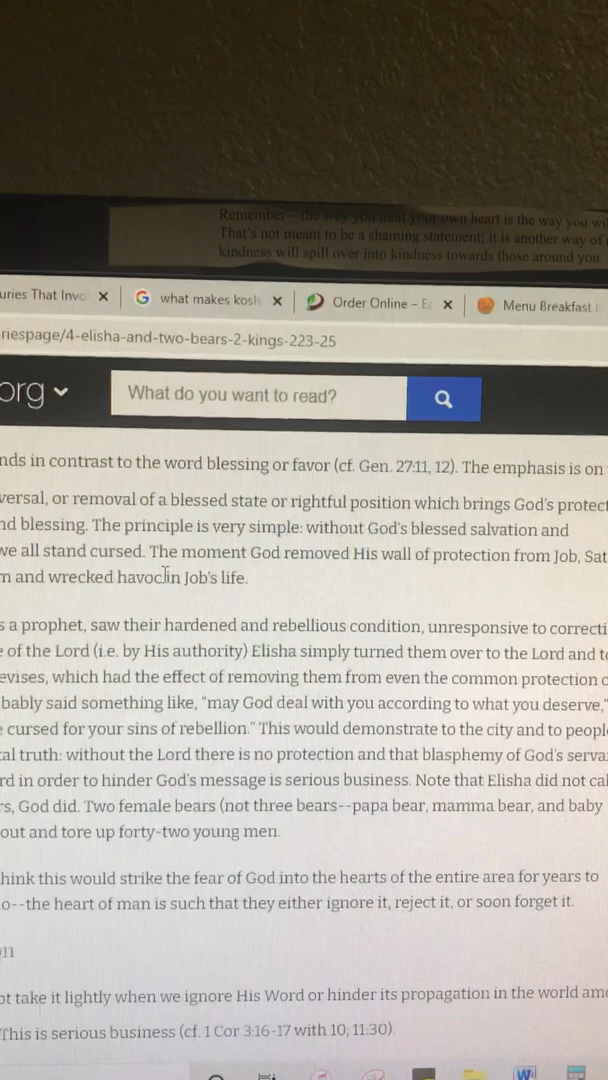 Remember—the way you treat your own heart is the way you wi
That's not meant to be a shaming statement; it is another way of
kindness will spill over into kindness towards those around you.
uries That Invo
what makes kosh
Order Online – E
Menu Breakfast
riespage/4-elisha-and-two-bears-2-kings-223-25
org
What do you want to read?
nds in contrast to the word blessing or favor (cf. Gen. 27:11, 12). The emphasis is on
versal, or removal of a blessed state or rightful position which brings God's protect
nd blessing. The principle is very simple: without God's blessed salvation and
we all stand cursed. The moment God removed His wall of protection from Job, Sat
m and wrecked havoc in Job's life.
s a prophet, saw their hardened and rebellious condition, unresponsive to correcti
e of the Lord (i.e. by His authority) Elisha simply turned them over to the Lord and to
evises, which had the effect of removing them from even the common protection o
bably said something like, "may God deal with you according to what you deserve,"
e cursed for your sins of rebellion." This would demonstrate to the city and to people
cal truth: without the Lord there is no protection and that blasphemy of God's serva
rd in order to hinder God's message is serious business. Note that Elisha did not cal
rs, God did. Two female bears (not three bears--papa bear, mamma bear, and baby
out and tore up forty-two young men.
hink this would strike the fear of God into the hearts of the entire area for years to
o--the heart of man is such that they either ignore it, reject it, or soon forget it.
on
ot take it lightly when we ignore His Word or hinder its propagation in the world amo
This is serious business (cf. 1 Cor 3:16-17 with 10; 11:30)
W